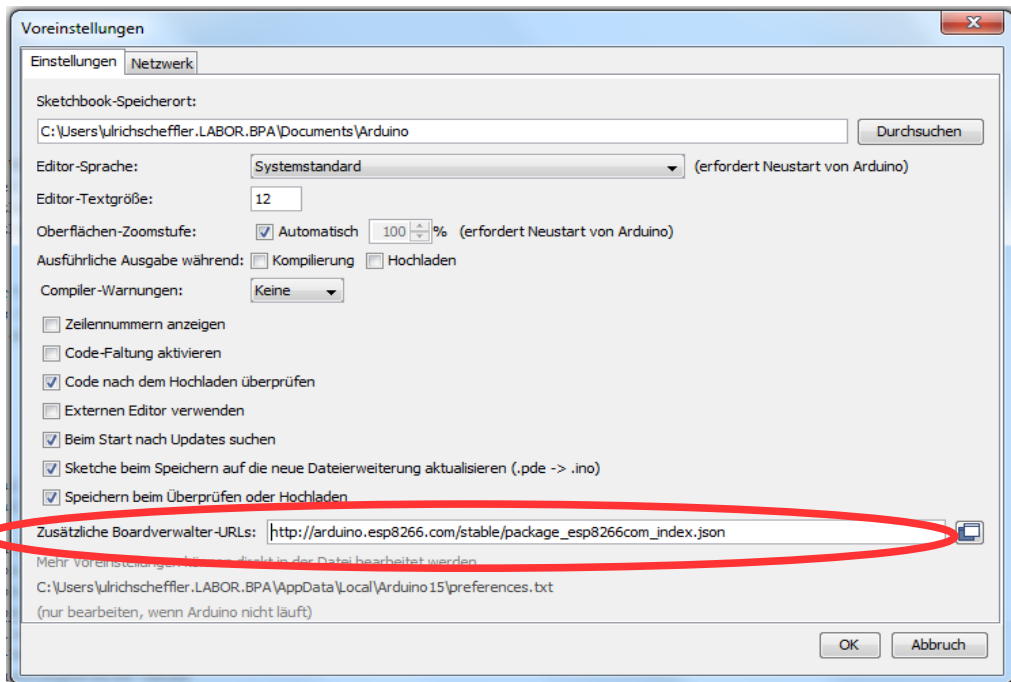 Voreinstellungen
Einstellungen Netzwerk
Sketchbook-Speicherort:
C:\Users\ulrichscheffler.LABOR.BPA\Documents\Arduino Durchsuchen
Editor-Sprache: Systemstandard (erfordert Neustart von Arduino)
Editor-Textgröße: 12
Oberflächen-Zoomstufe: Automatisch 100 % (erfordert Neustart von Arduino)
Ausführliche Ausgabe während: Kompilierung Hochladen
Compiler-Warnungen: Keine
Zeilennummern anzeigen
Code-Faltung aktivieren
Code nach dem Hochladen überprüfen
Externen Editor verwenden
Beim Start nach Updates suchen
Sketche beim Speichern auf die neue Dateierweiterung aktualisieren (.pde -> .ino)
Speichern beim Überprüfen oder Hochladen
Zusätzliche Boardverwalter-URLs: http://arduino.esp8266.com/stable/package_esp8266com_index.json
Mehr Voreinstellungen können direkt in der Datei bearbeitet werden
C:\Users\ulrichscheffler.LABOR.BPA\AppData\Local\Arduino15\preferences.txt
(nur bearbeiten, wenn Arduino nicht läuft)
OK Abbruch